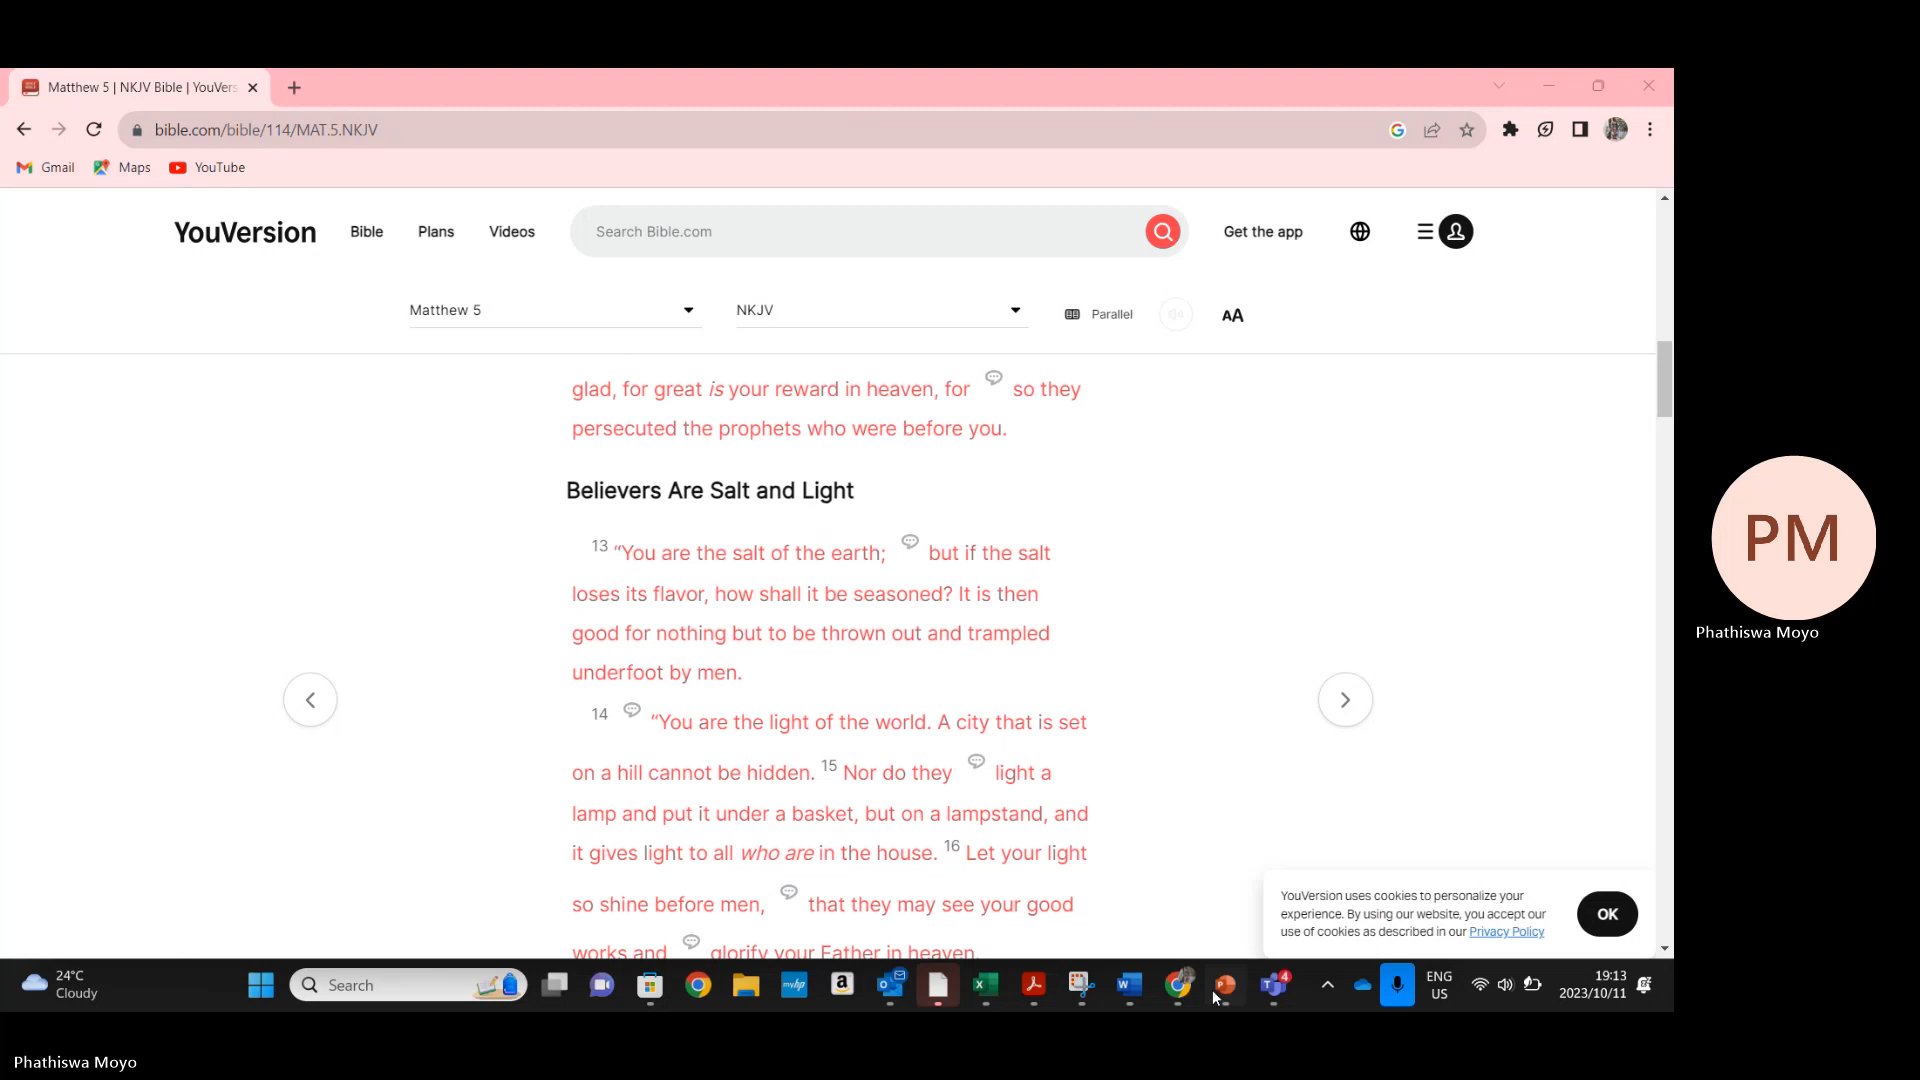 Matthew 5 | NKJV Bible | YouVers
bible.com/bible/114/MAT.5.NKJV
Gmail Maps YouTube
YouVersion Bible Plans Videos Search Bible.com Get the app
Matthew 5 NKJV Parallel AA
glad, for great is your reward in heaven, for so they
persecuted the prophets who were before you.
Believers Are Salt and Light
13 “You are the salt of the earth; but if the salt
loses its flavor, how shall it be seasoned? It is then
good for nothing but to be thrown out and trampled
underfoot by men.
14 “You are the light of the world. A city that is set
on a hill cannot be hidden. 15 Nor do they light a
lamp and put it under a basket, but on a lampstand, and
it gives light to all who are in the house. 16 Let your light
so shine before men, that they may see your good
works and glorify your Father in heaven.
YouVersion uses cookies to personalize your
experience. By using our website, you accept our
use of cookies as described in our Privacy Policy
OK
PM
Phathiswa Moyo
24°C
Cloudy
Search
myhp
4
ENG
US
19:13
2023/10/11
Phathiswa Moyo